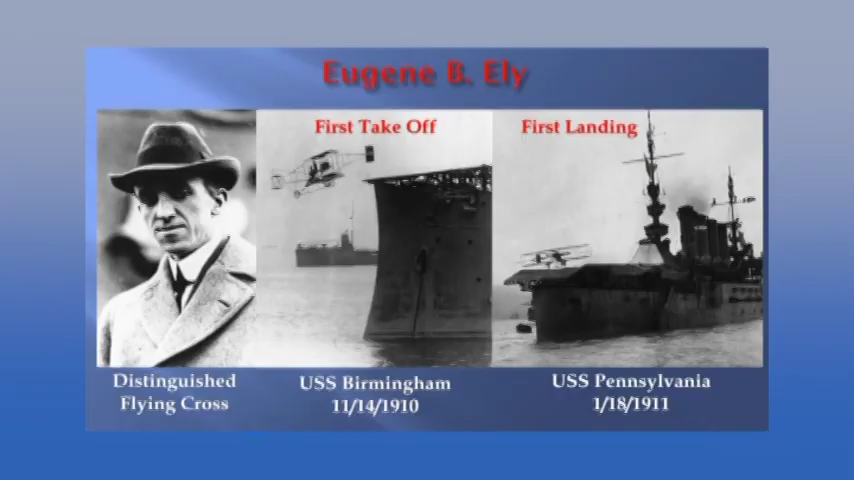 Eugene B. Ely
First Take Off
First Landing
Distinguished
Flying Cross
USS Birmingham
11/14/1910
USS Pennsylvania
1/18/1911